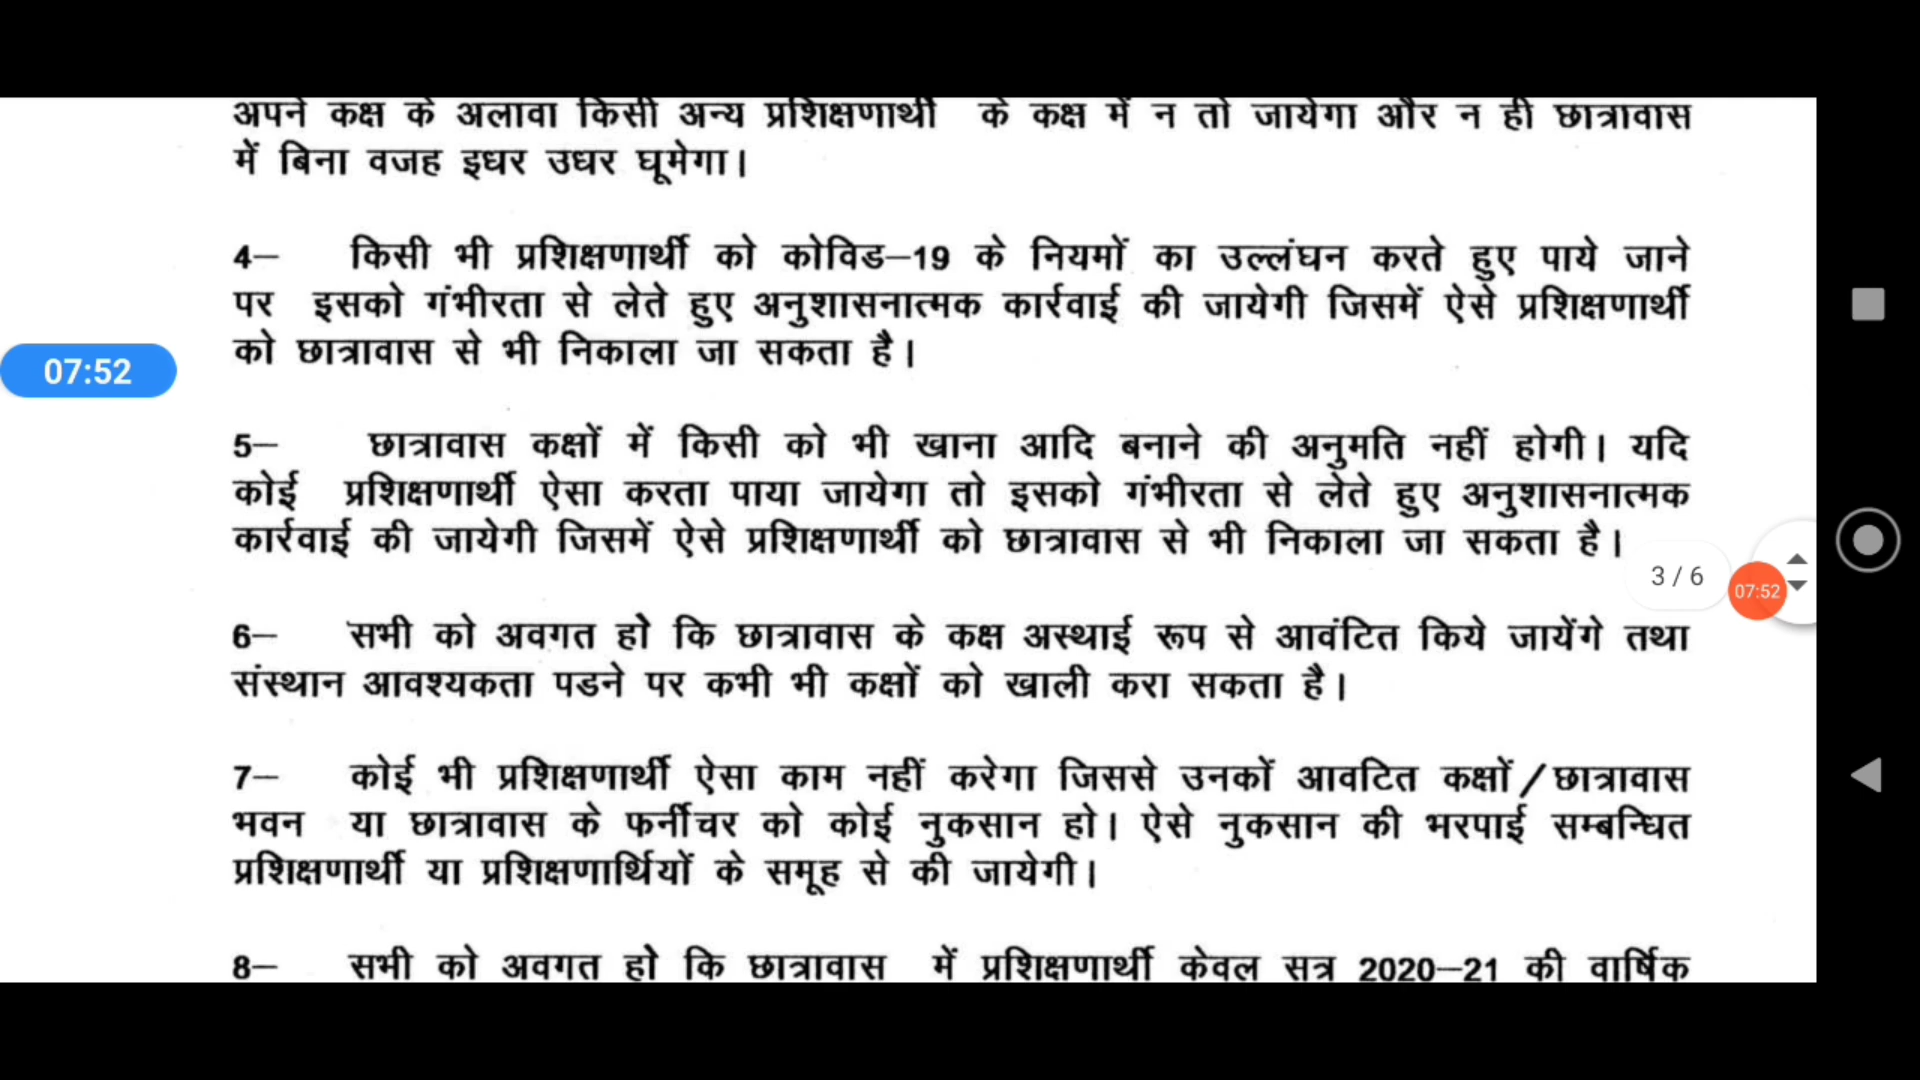 अपने कक्ष के अलावा किसी अन्य प्रशिक्षणार्थी के कक्ष में न तो जायेगा और न ही छात्रावास
में बिना वजह इधर उधर घूमेगा।
4— किसी भी प्रशिक्षणार्थी को कोविड—19 के नियमों का उल्लंघन करते हुए पाये जाने
पर इसको गंभीरता से लेते हुए अनुशासनात्मक कार्रवाई की जायेगी जिसमें ऐसे प्रशिक्षणार्थी
को छात्रावास से भी निकाला जा सकता है।
07:52
5— छात्रावास कक्षों में किसी को भी खाना आदि बनाने की अनुमति नहीं होगी। यदि
कोई प्रशिक्षणार्थी ऐसा करता पाया जायेगा तो इसको गंभीरता से लेते हुए अनुशासनात्मक
कार्रवाई की जायेगी जिसमें ऐसे प्रशिक्षणार्थी को छात्रावास से भी निकाला जा सकता है।
3 / 6
07:52
6— सभी को अवगत हो कि छात्रावास के कक्ष अस्थाई रूप से आवंटित किये जायेंगे तथा
संस्थान आवश्यकता पडने पर कभी भी कक्षों को खाली करा सकता है।
7— कोई भी प्रशिक्षणार्थी ऐसा काम नहीं करेगा जिससे उनकों आवटित कक्षों/छात्रावास
भवन या छात्रावास के फर्नीचर को कोई नुकसान हो। ऐसे नुकसान की भरपाई सम्बन्धित
प्रशिक्षणार्थी या प्रशिक्षणार्थियों के समूह से की जायेगी।
8— सभी को अवगत हो कि छात्रावास में प्रशिक्षणार्थी केवल सत्र 2020—21 की वार्षिक